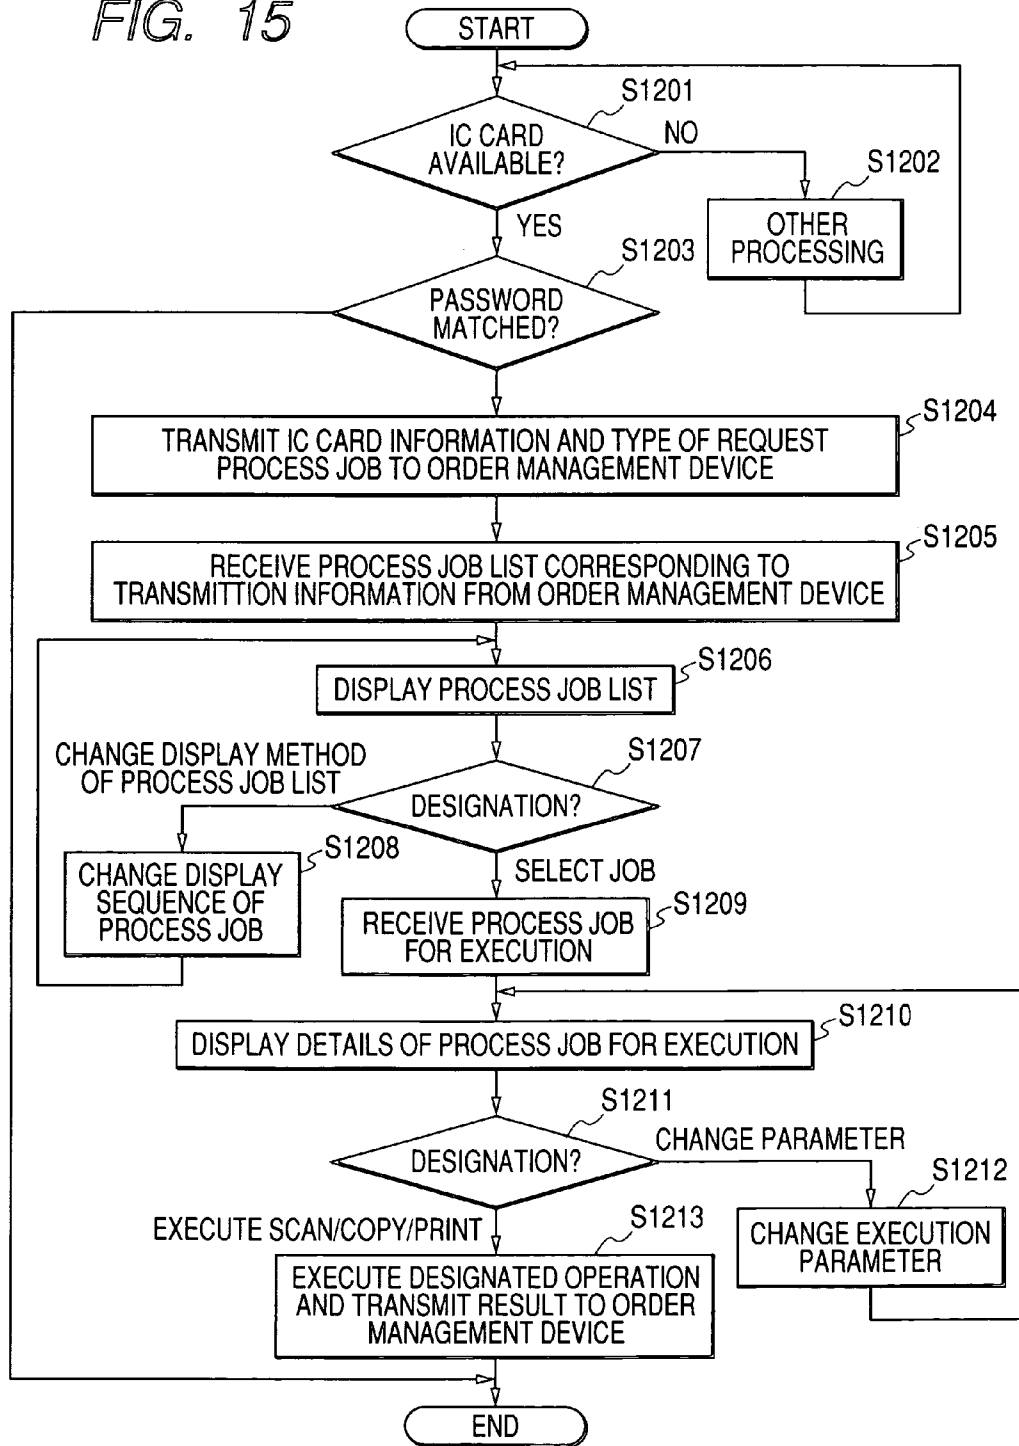 FIG. 15
START
S1201
IC CARD
AVAILABLE?
NO
S1202
OTHER
PROCESSING
YES
S1203
PASSWORD
MATCHED?
S1204
TRANSMIT IC CARD INFORMATION AND TYPE OF REQUEST
PROCESS JOB TO ORDER MANAGEMENT DEVICE
S1205
RECEIVE PROCESS JOB LIST CORRESPONDING TO
TRANSMITTION INFORMATION FROM ORDER MANAGEMENT DEVICE
S1206
DISPLAY PROCESS JOB LIST
CHANGE DISPLAY METHOD
OF PROCESS JOB LIST
S1207
DESIGNATION?
S1208
CHANGE DISPLAY
SEQUENCE OF
PROCESS JOB
SELECT JOB
S1209
RECEIVE PROCESS JOB
FOR EXECUTION
S1210
DISPLAY DETAILS OF PROCESS JOB FOR EXECUTION
S1211
DESIGNATION?
CHANGE PARAMETER
S1212
CHANGE EXECUTION
PARAMETER
EXECUTE SCAN/COPY/PRINT
S1213
EXECUTE DESIGNATED OPERATION
AND TRANSMIT RESULT TO ORDER
MANAGEMENT DEVICE
END